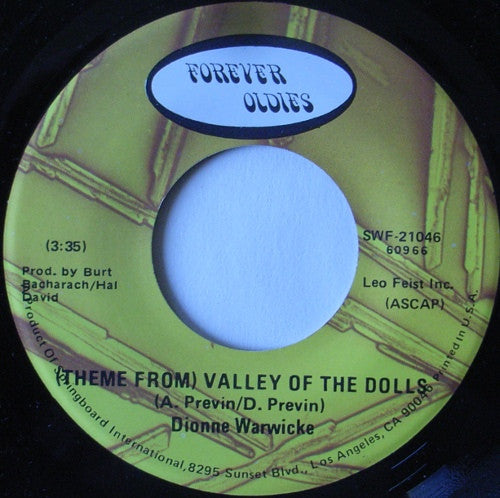 FOREVER
OLDIES
(3:35)
Prod. by Burt
Bacharach/Hal
David
SWF-21046
60966
Leo Feist Inc.
(ASCAP)
(THEME FROM) VALLEY OF THE DOLLS
(A. Previn/D. Previn)
Dionne Warwicke
Product Of Springboard International, 8295 Sunset Blvd., Los Angeles, CA 90046 Printed in U.S.A.